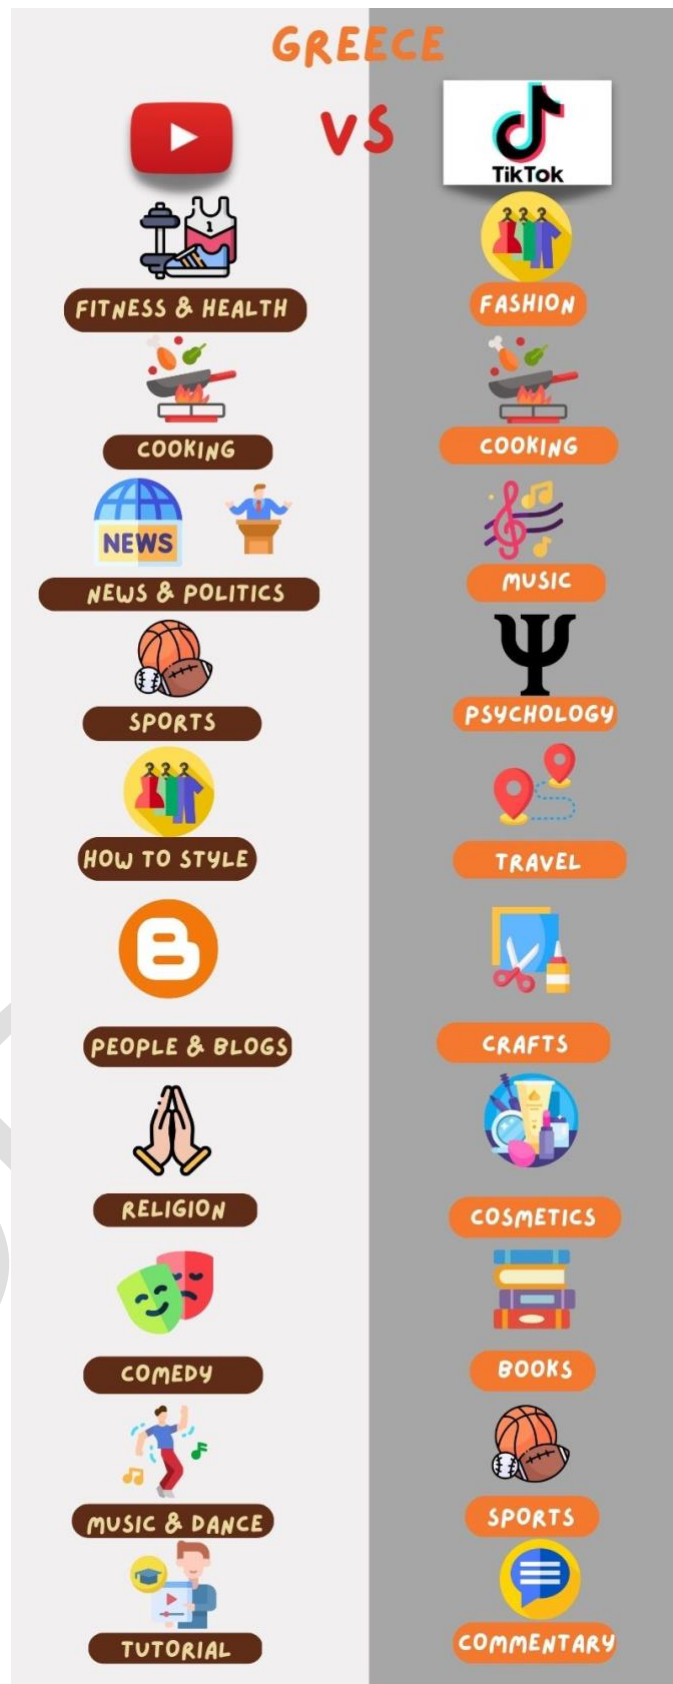 GREECE
VS
TikTok
1
FITNESS & HEALTH
FASHION
COOKING
COOKING
NEWS
NEWS & POLITICS
MUSIC
Ψ
SPORTS
PSYCHOLOGY
HOW TO STYLE
TRAVEL
B
PEOPLE & BLOGS
CRAFTS
RELIGION
COSMETICS
COMEDY
BOOKS
MUSIC & DANCE
SPORTS
TUTORIAL
COMMENTARY